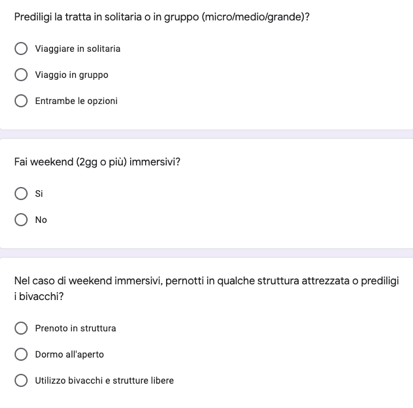 Prediligi la tratta in solitaria o in gruppo (micro/medio/grande)?
Viaggiare in solitaria
Viaggio in gruppo
Entrambe le opzioni
Fai weekend (2gg o più) immersivi?
Si
No
Nel caso di weekend immersivi, pernotti in qualche struttura attrezzata o prediligi
i bivacchi?
Prenoto in struttura
Dormo all'aperto
Utilizzo bivacchi e strutture libere